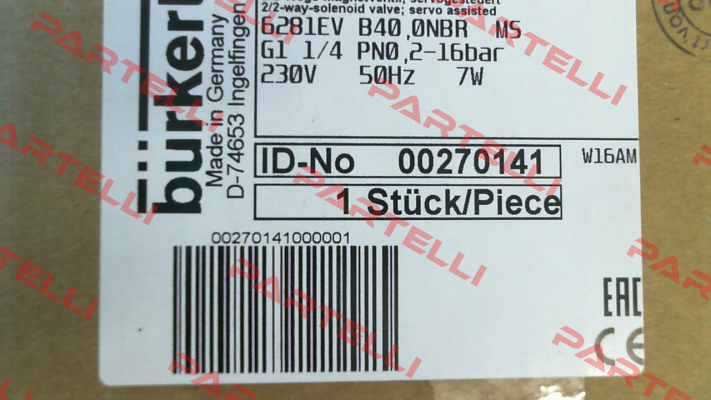 2/2-way-solenoid valve; servo assisted
6281EV B40,0NBR MS
G1 1/4 PN0,2-16bar
230V 50Hz 7W
bürkert
Made in Germany
D-74653 Ingelfingen
ID-No 00270141
W16AM
1 Stück/Piece
00270141000001
EAC
CE
PARTELLI
PARTELLI
PARTELLI
PARTELLI
PARTELLI